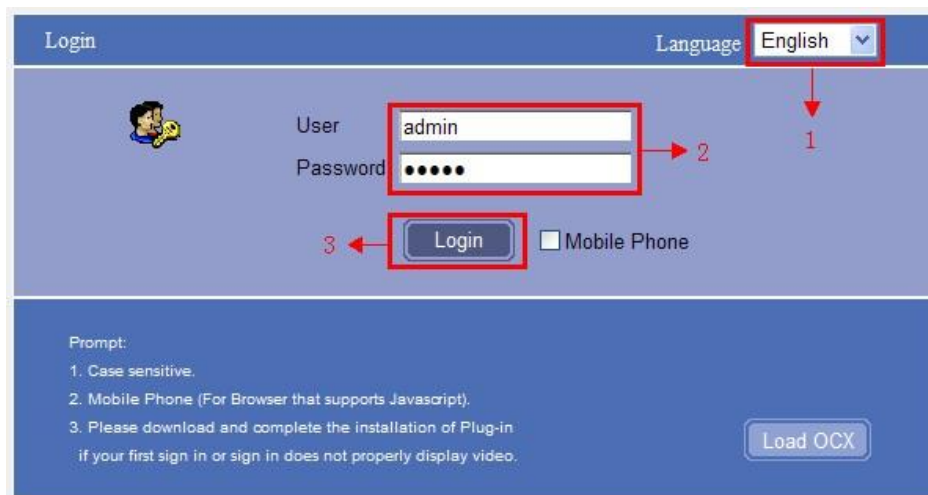 Login
Language English
1
User admin
2
Password •••••
3 Login Mobile Phone
Prompt:
1. Case sensitive.
2. Mobile Phone (For Browser that supports Javascript).
3. Please download and complete the installation of Plug-in
if your first sign in or sign in does not properly display video.
Load OCX